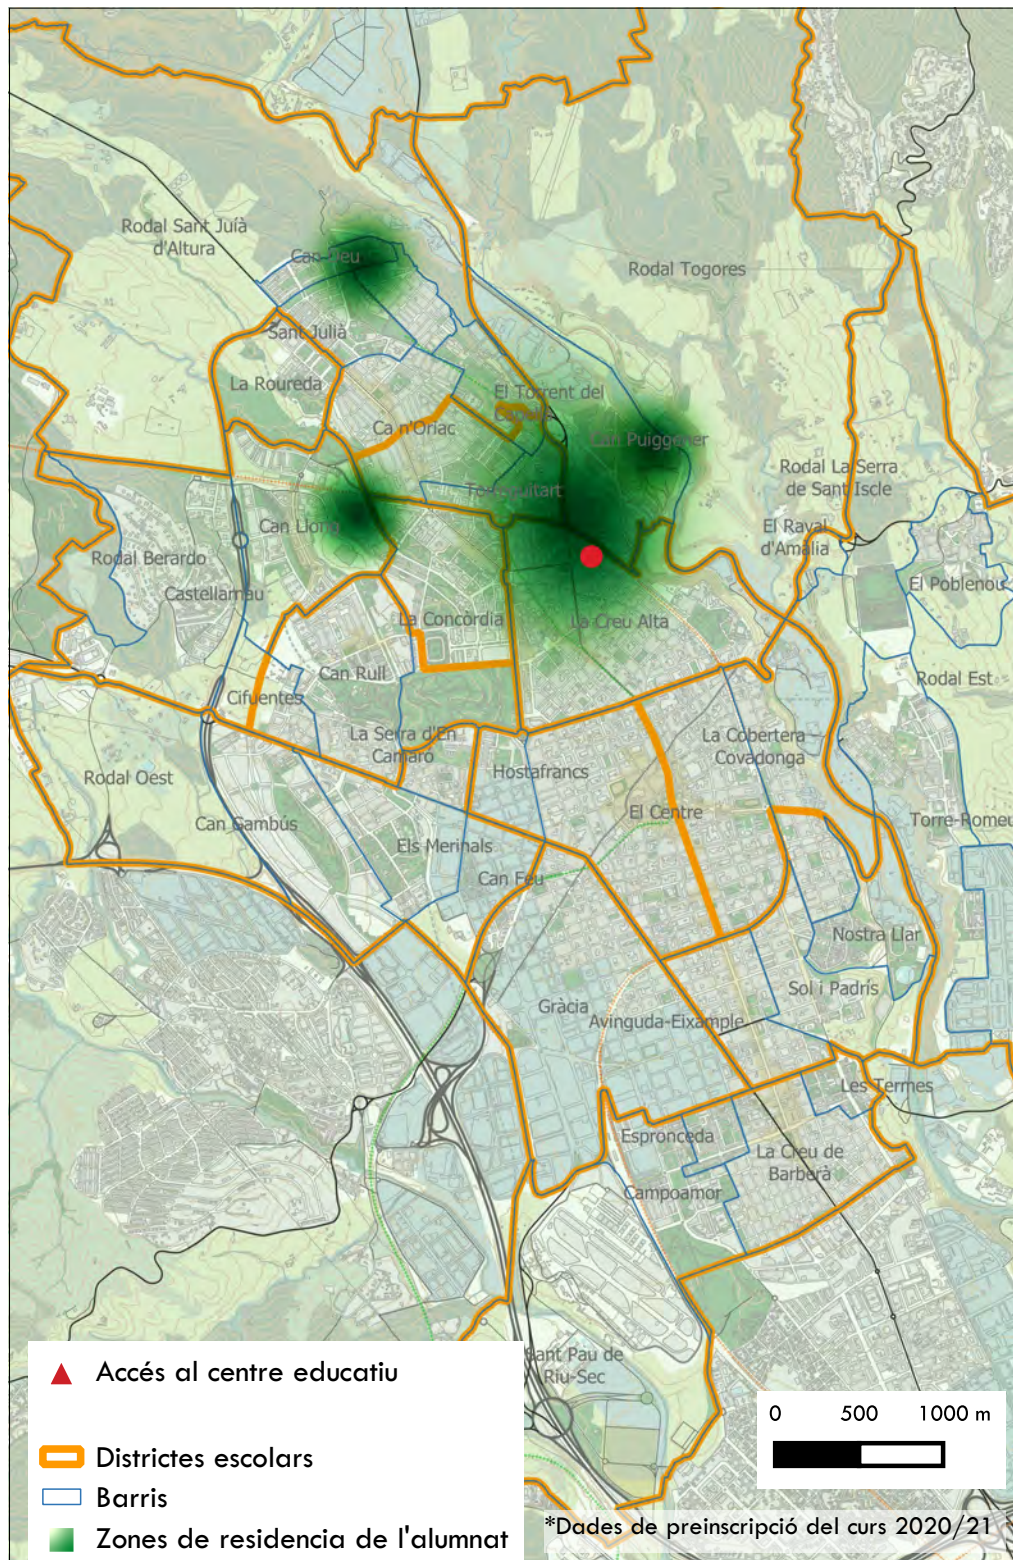 Rodal Sant Juíà
d'Altura
Can Deu
Rodal Togores
Sant Julià
La Roureda
El Torrent del
Ca n'Oriac
Can Puiggener
Torreguitart
Rodal La Serra
de Sant Iscle
Can Llong
El Raval
d'Amàlia
Rodal Berardo
El Poblenou
Castellarnau
La Concòrdia
La Creu Alta
Can Rull
Rodal Est
Cifuentes
La Serra d'En
Camaró
La Cobertera
Covadonga
Hostafrancs
Rodal Oest
El Centre
Can Gambús
Torre-Romeu
Els Merinals
Can Feu
Nostra Llar
Sol i Padrís
Gràcia
Avinguda-Eixample
Les Termes
Espronceda
La Creu de
Barberà
Campoamor
Sant Pau de
Riu-Sec
Accés al centre educatiu
Districtes escolars
Barris
Zones de residencia de l'alumnat
0 500 1000 m
*Dades de preinscripció del curs 2020/21